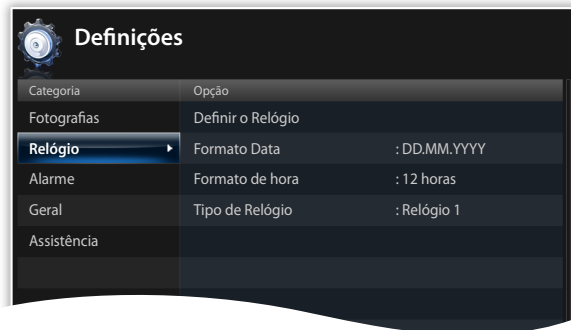 Definições
Categoria Opção
Fotografias Definir o Relógio
Relógio Formato Data : DD.MM.YYYY
Alarme Formato de hora : 12 horas
Geral Tipo de Relógio : Relógio 1
Assistência